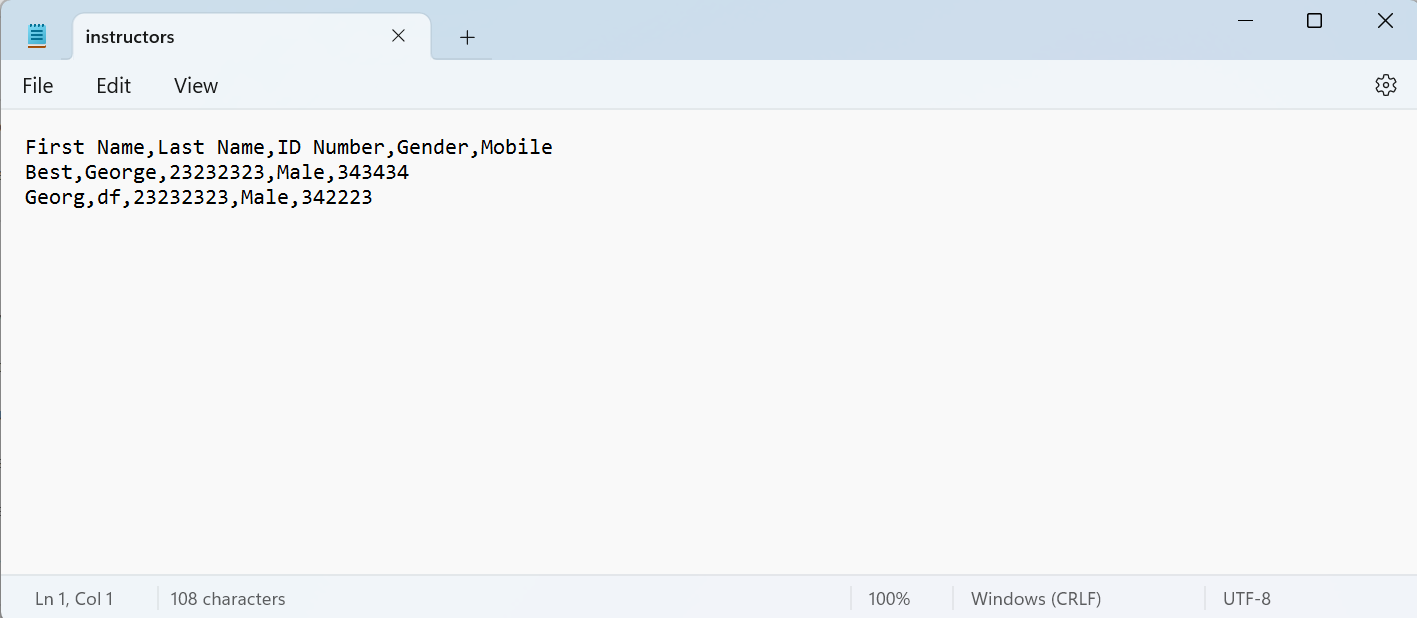 instructors
File Edit View
First Name,Last Name,ID Number,Gender,Mobile
Best,George,23232323,Male,343434
Georg,df,23232323,Male,342223
Ln 1, Col 1 108 characters 100% Windows (CRLF) UTF-8